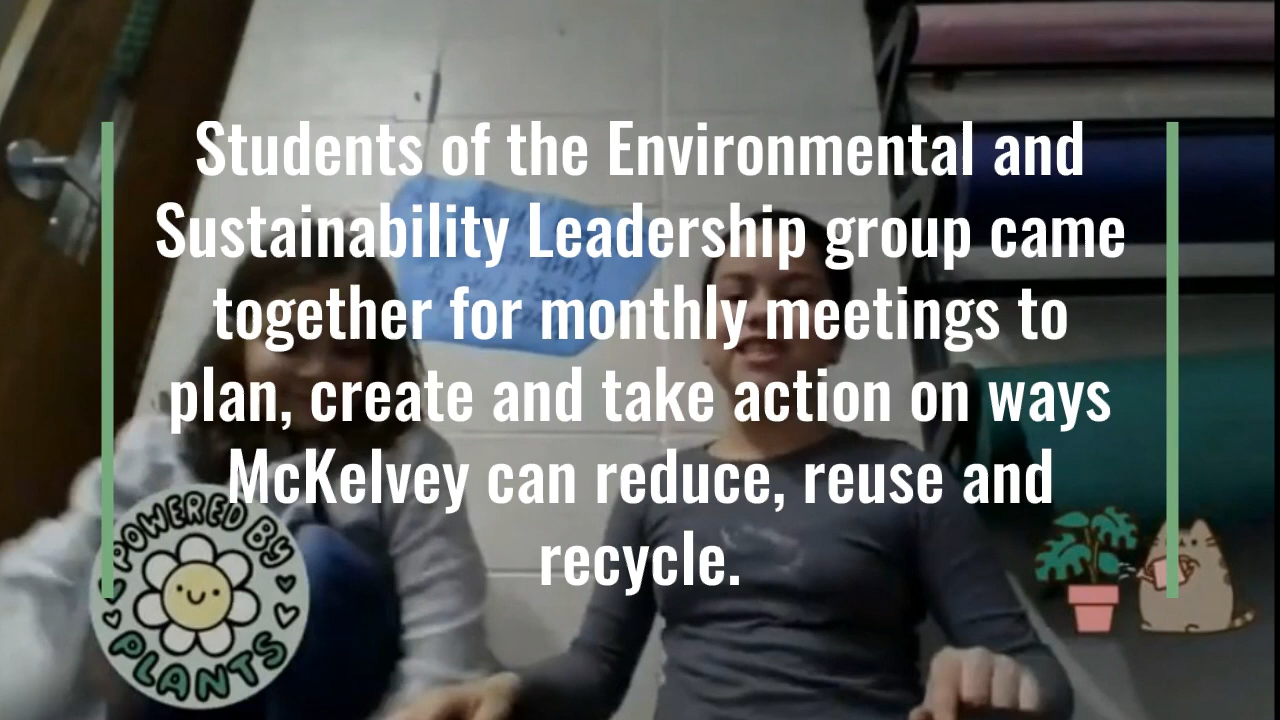 Students of the Environmental and
Sustainability Leadership group came
together for monthly meetings to
plan, create and take action on ways
McKelvey can reduce, reuse and
recycle.
POWERED BY
PLANTS